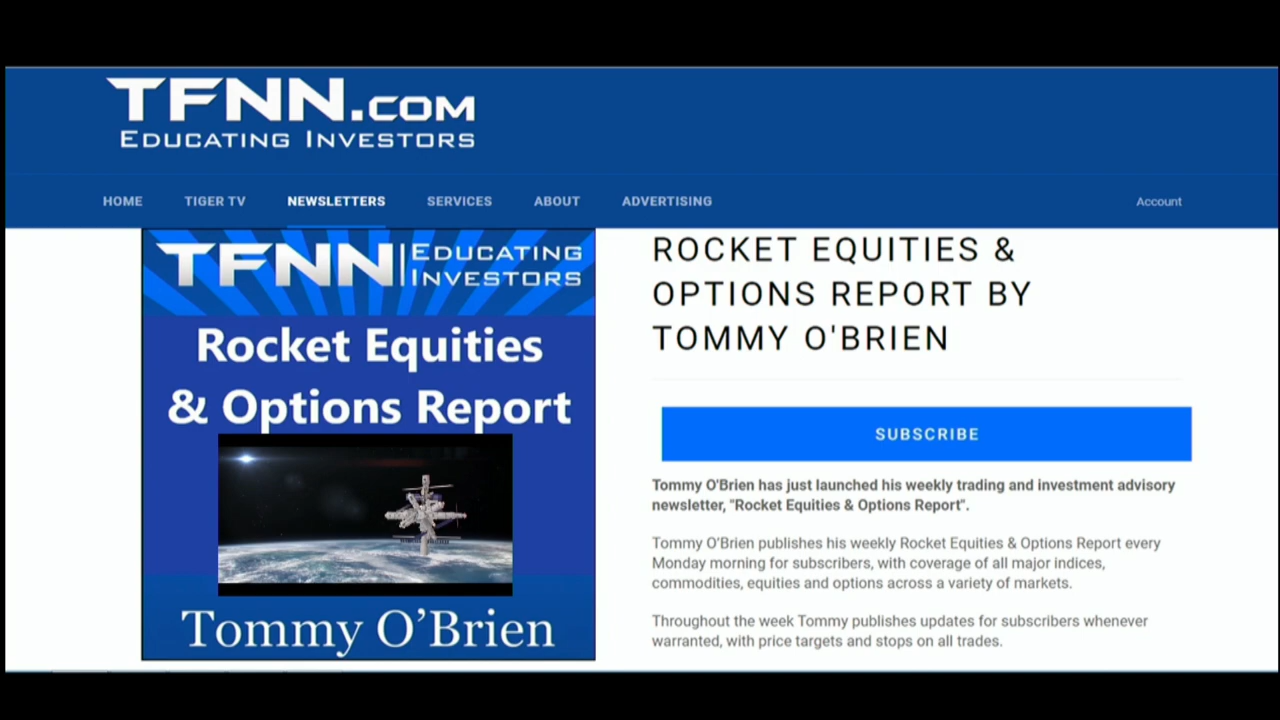 TFNN.COM
EDUCATING INVESTORS
HOME TIGER TV NEWSLETTERS SERVICES ABOUT ADVERTISING Account
TFNN EDUCATING
INVESTORS
Rocket Equities
& Options Report
Tommy O’Brien
ROCKET EQUITIES &
OPTIONS REPORT BY
TOMMY O'BRIEN
SUBSCRIBE
Tommy O'Brien has just launched his weekly trading and investment advisory
newsletter, "Rocket Equities & Options Report".
Tommy O’Brien publishes his weekly Rocket Equities & Options Report every
Monday morning for subscribers, with coverage of all major indices,
commodities, equities and options across a variety of markets.
Throughout the week Tommy publishes updates for subscribers whenever
warranted, with price targets and stops on all trades.